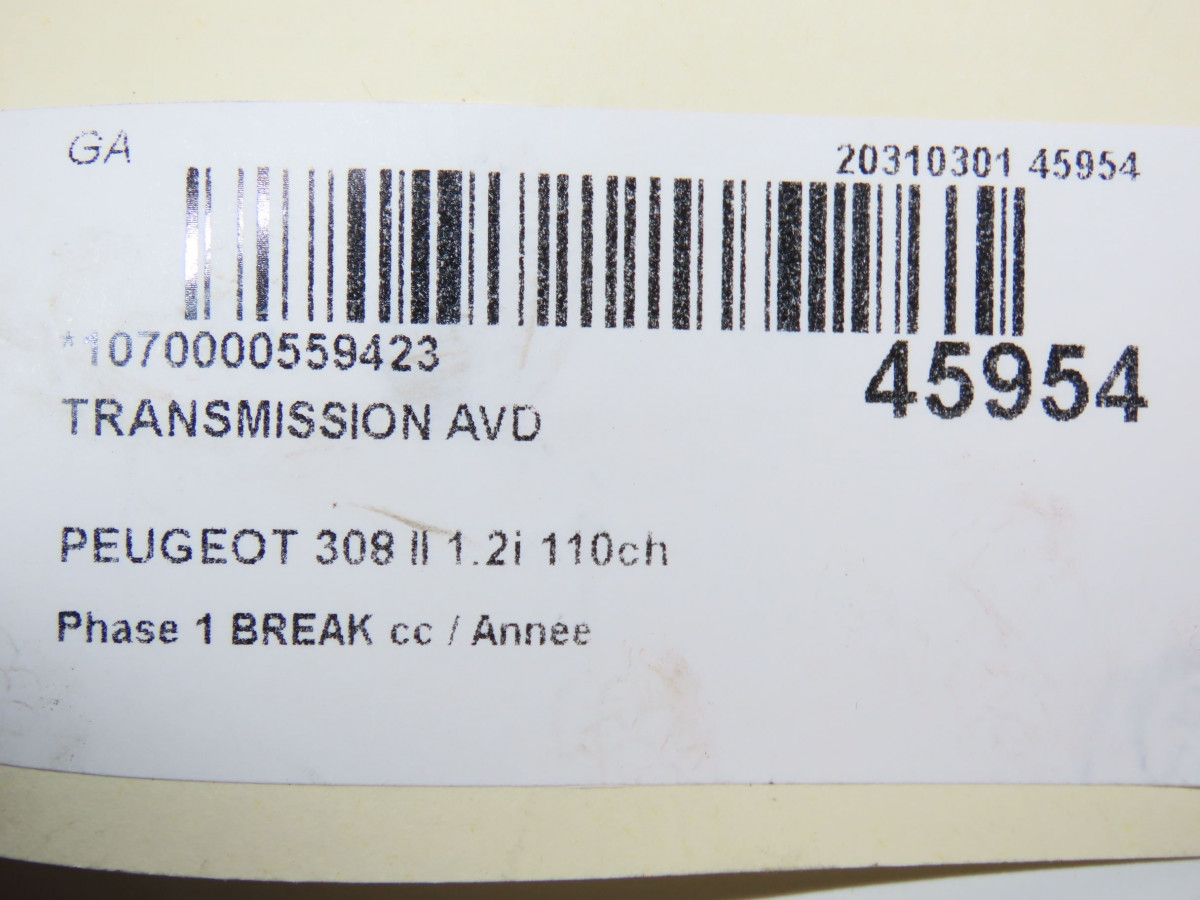 GA
20310301 45954
*1070000559423
45954
TRANSMISSION AVD
PEUGEOT 308 II 1.2i 110ch
Phase 1 BREAK cc / Année